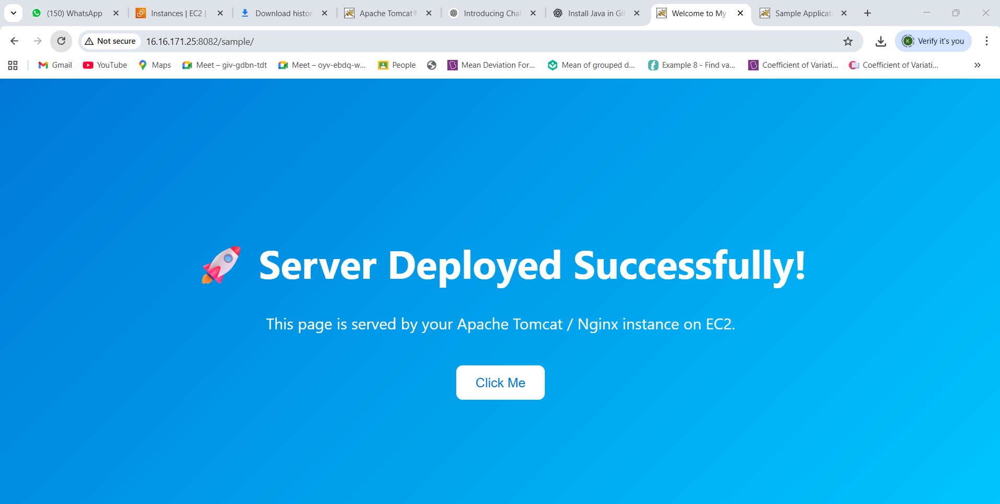 (150) WhatsApp
Instances | EC2 |
Download histor
Apache Tomcat®
Introducing Chat
Install Java in Git
Welcome to My
Sample Applicati
Not secure
16.16.171.25:8082/sample/
K
Verify it's you
Gmail
YouTube
Maps
Meet – giv-gdbn-tdt
Meet – oyv-ebdq-w...
People
Mean Deviation For...
Mean of grouped d...
Example 8 - Find va...
Coefficient of Variati...
Coefficient of Variati...
🚀 Server Deployed Successfully!
This page is served by your Apache Tomcat / Nginx instance on EC2.
Click Me